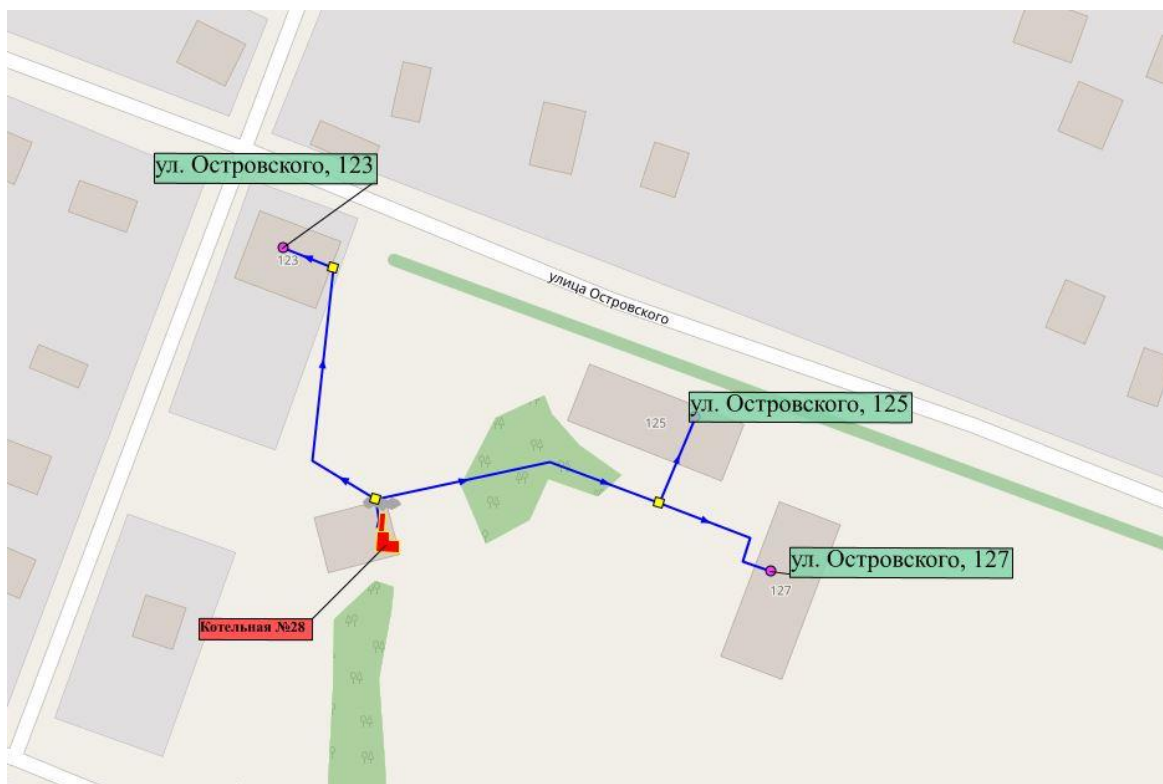 ул. Островского, 123
123
улица Островского
ул. Островского, 125
125
ул. Островского, 127
127
Котельная №28